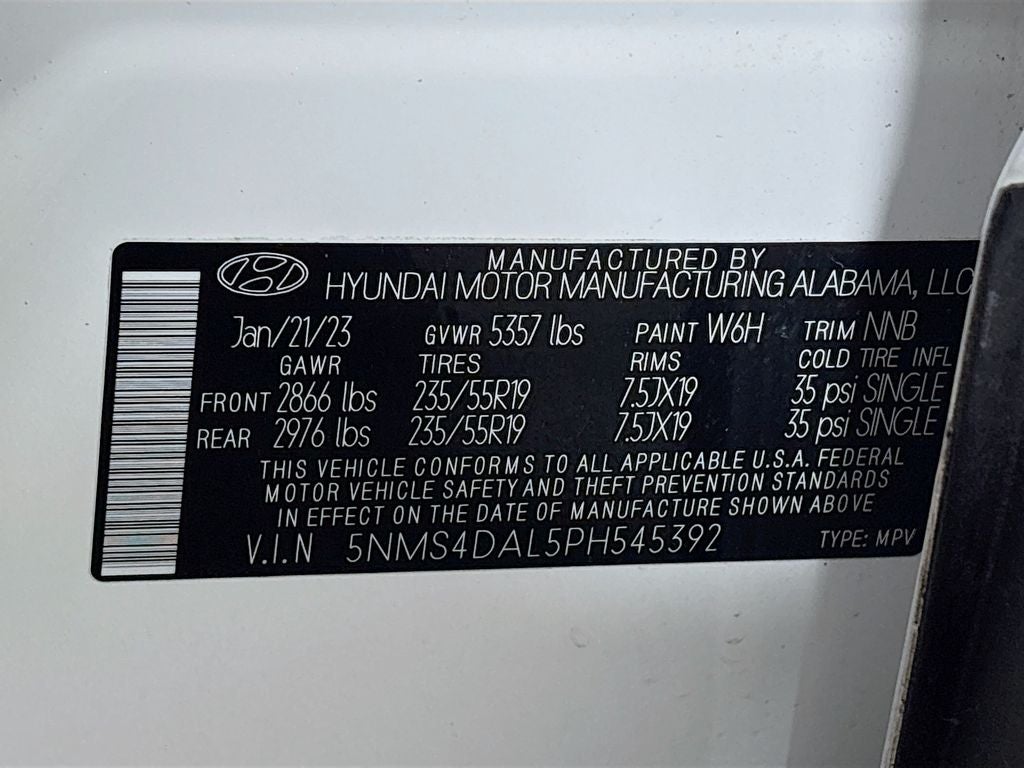 MANUFACTURED BY
HYUNDAI MOTOR MANUFACTURING ALABAMA, LLC
Jan/21/23 GVWR 5357 lbs PAINT W6H TRIM NNB
GAWR TIRES RIMS COLD TIRE INFL
FRONT 2866 lbs 235/55R19 7.5JX19 35 psi SINGLE
REAR 2976 lbs 235/55R19 7.5JX19 35 psi SINGLE
THIS VEHICLE CONFORMS TO ALL APPLICABLE U.S.A. FEDERAL
MOTOR VEHICLE SAFETY AND THEFT PREVENTION STANDARDS
IN EFFECT ON THE DATE OF MANUFACTURE SHOWN ABOVE
V.I.N 5NMS4DAL5PH545392 TYPE: MPV